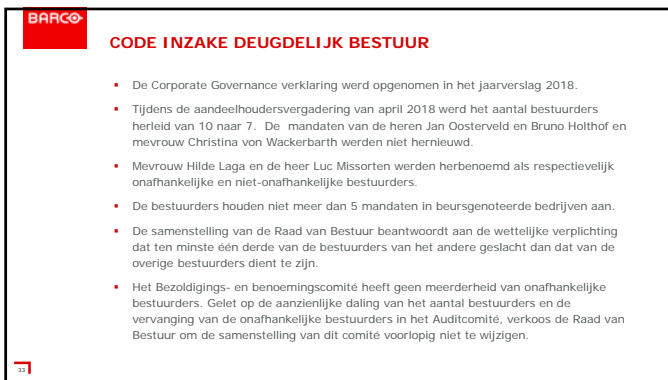 BARCO
CODE INZAKE DEUGDELIJK BESTUUR
▪ De Corporate Governance verklaring werd opgenomen in het jaarverslag 2018.
▪ Tijdens de aandeelhoudersvergadering van april 2018 werd het aantal bestuurders
herleid van 10 naar 7. De mandaten van de heren Jan Oosterveld en Bruno Holthof en
mevrouw Christina von Wackerbarth werden niet hernieuwd.
▪ Mevrouw Hilde Laga en de heer Luc Missorten werden herbenoemd als respectievelijk
onafhankelijke en niet-onafhankelijke bestuurders.
▪ De bestuurders houden niet meer dan 5 mandaten in beursgenoteerde bedrijven aan.
▪ De samenstelling van de Raad van Bestuur beantwoordt aan de wettelijke verplichting
dat ten minste één derde van de bestuurders van het andere geslacht dan dat van de
overige bestuurders dient te zijn.
▪ Het Bezoldigings- en benoemingscomité heeft geen meerderheid van onafhankelijke
bestuurders. Gelet op de aanzienlijke daling van het aantal bestuurders en de
vervanging van de onafhankelijke bestuurders in het Auditcomité, verkoos de Raad van
Bestuur om de samenstelling van dit comité voorlopig niet te wijzigen.
33